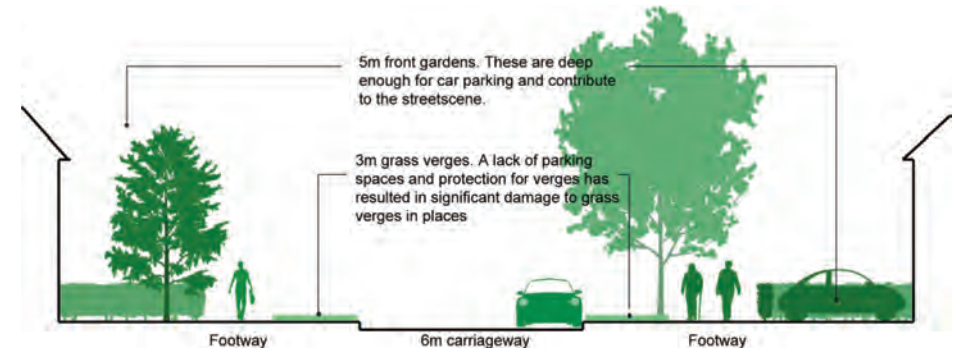 5m front gardens. These are deep
enough for car parking and contribute
to the streetscene.
3m grass verges. A lack of parking
spaces and protection for verges has
resulted in significant damage to grass
verges in places
Footway
6m carriageway
Footway